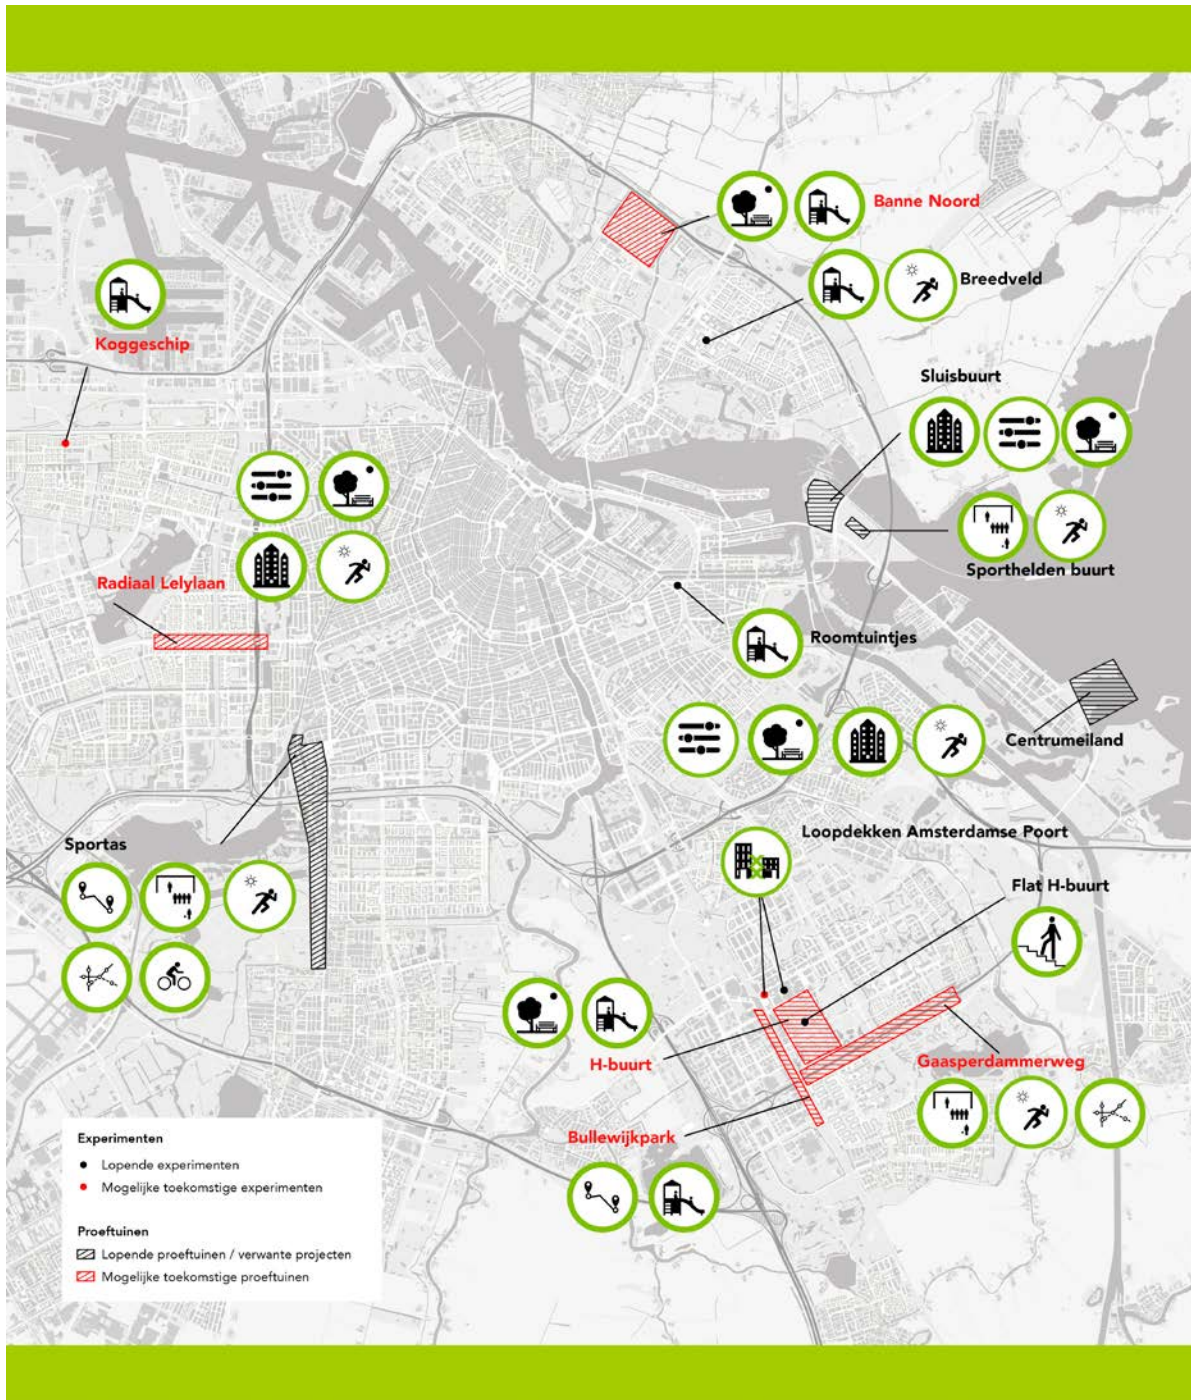 Banne Noord
Breedveld
Koggeschip
Sluisbuurt
Sporthelden buurt
Radiaal Lelylaan
Roomtuintjes
Centrumeiland
Sportas
Loopdekken Amsterdamse Poort
Flat H-buurt
H-buurt
Gaasperdammerweg
Bullewijkpark
Experimenten
Lopende experimenten
Mogelijke toekomstige experimenten
Proeftuinen
Lopende proeftuinen / verwante projecten
Mogelijke toekomstige proeftuinen